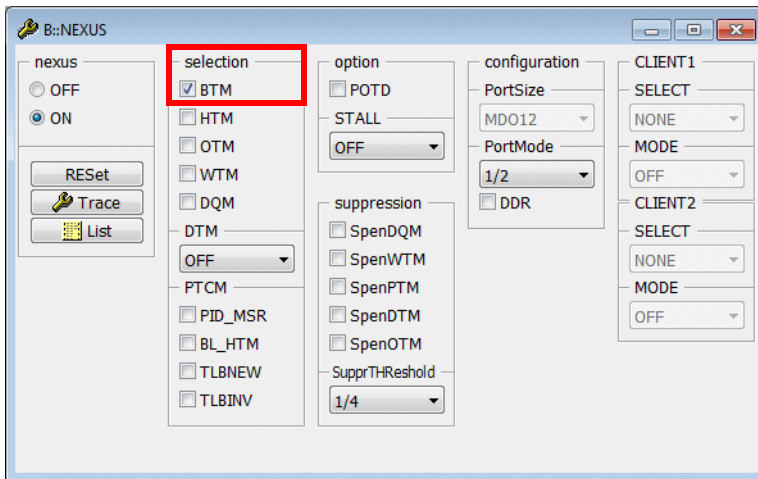 B::NEXUS
nexus
OFF
ON
RESet
Trace
List
selection
BTM
HTM
OTM
WTM
DQM
DTM
OFF
PTCM
PID_MSR
BL_HTM
TLBNEW
TLBINV
option
POTD
STALL
OFF
suppression
SpenDQM
SpenWTM
SpenPTM
SpenDTM
SpenOTM
SupprTHReshold
1/4
configuration
PortSize
MDO12
PortMode
1/2
DDR
CLIENT1
SELECT
NONE
MODE
OFF
CLIENT2
SELECT
NONE
MODE
OFF